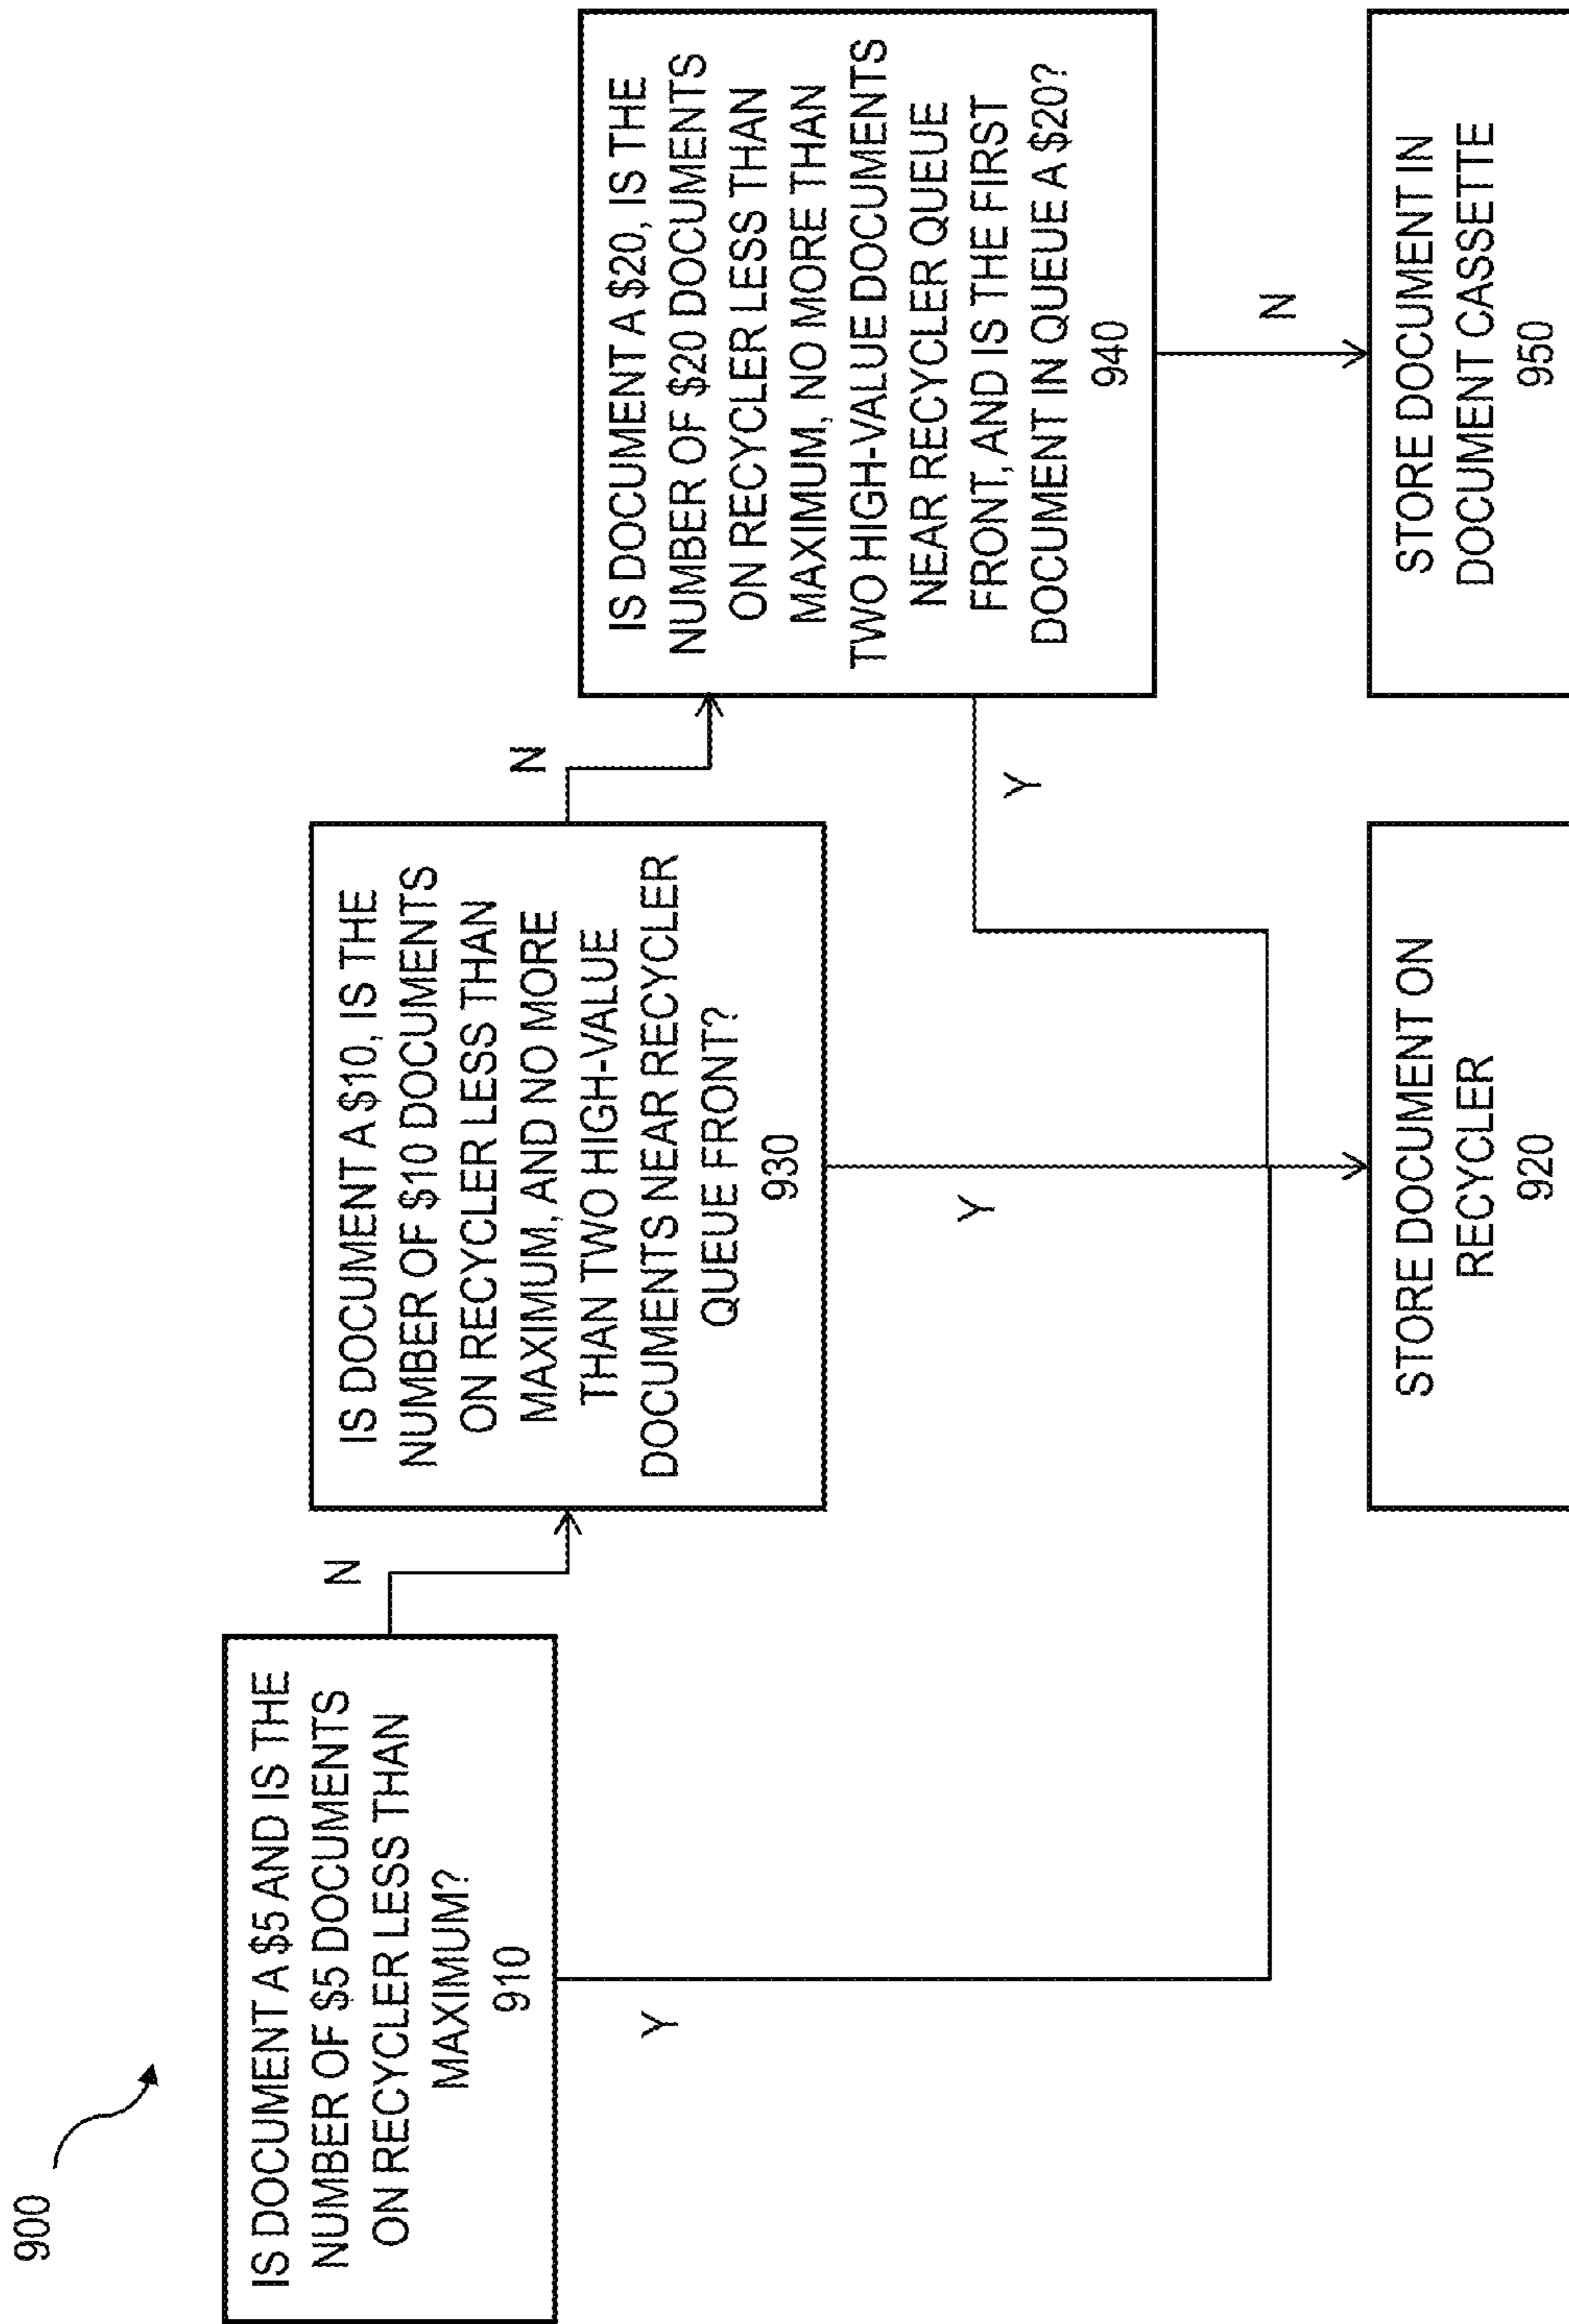 900
IS DOCUMENT A $5 AND IS THE
NUMBER OF $5 DOCUMENTS
ON RECYCLER LESS THAN
MAXIMUM?
910
N
Y
IS DOCUMENT A $10, IS THE
NUMBER OF $10 DOCUMENTS
ON RECYCLER LESS THAN
MAXIMUM, AND NO MORE
THAN TWO HIGH-VALUE
DOCUMENTS NEAR RECYCLER
QUEUE FRONT?
930
N
Y
IS DOCUMENT A $20, IS THE
NUMBER OF $20 DOCUMENTS
ON RECYCLER LESS THAN
MAXIMUM, NO MORE THAN
TWO HIGH-VALUE DOCUMENTS
NEAR RECYCLER QUEUE
FRONT, AND IS THE FIRST
DOCUMENT IN QUEUE A $20?
940
Y
N
STORE DOCUMENT ON
RECYCLER
920
STORE DOCUMENT IN
DOCUMENT CASSETTE
950